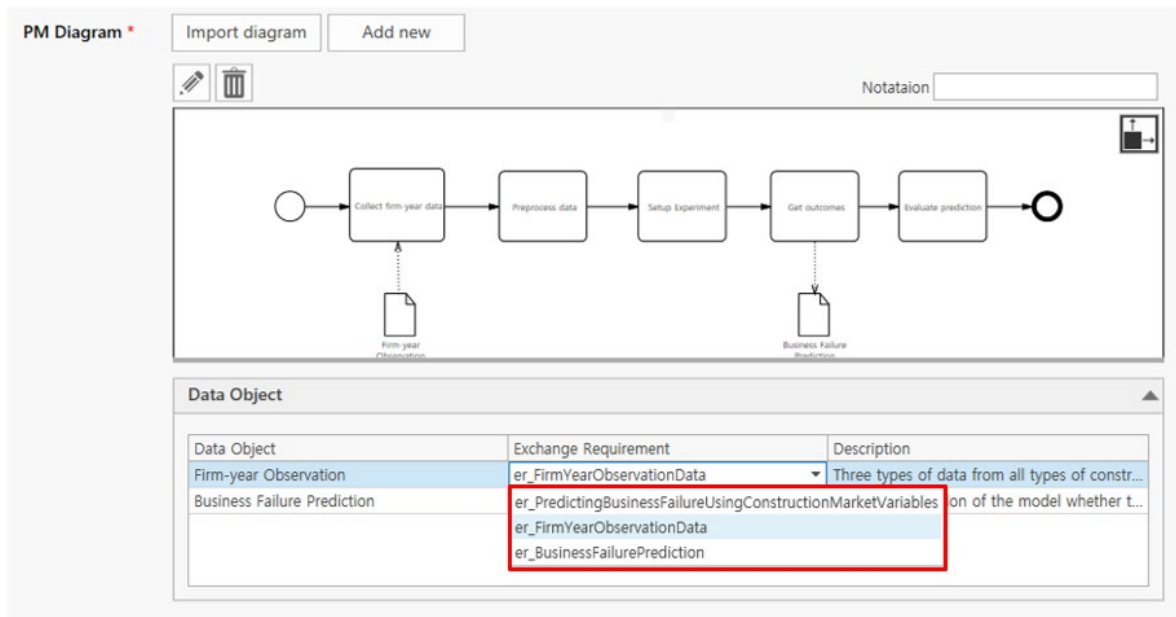 PM Diagram *
Import diagram
Add new
Notataion
Collect firm-year data
Preprocess data
Setup Experiment
Get outcomes
Evaluate prediction
Firm-year
Observation
Business Failure
Prediction
Data Object
Data Object Exchange Requirement Description
Firm-year Observation er_FirmYearObservationData Three types of data from all types of constr...
Business Failure Prediction er_PredictingBusinessFailureUsingConstructionMarketVariables on of the model whether t...
er_FirmYearObservationData
er_BusinessFailurePrediction